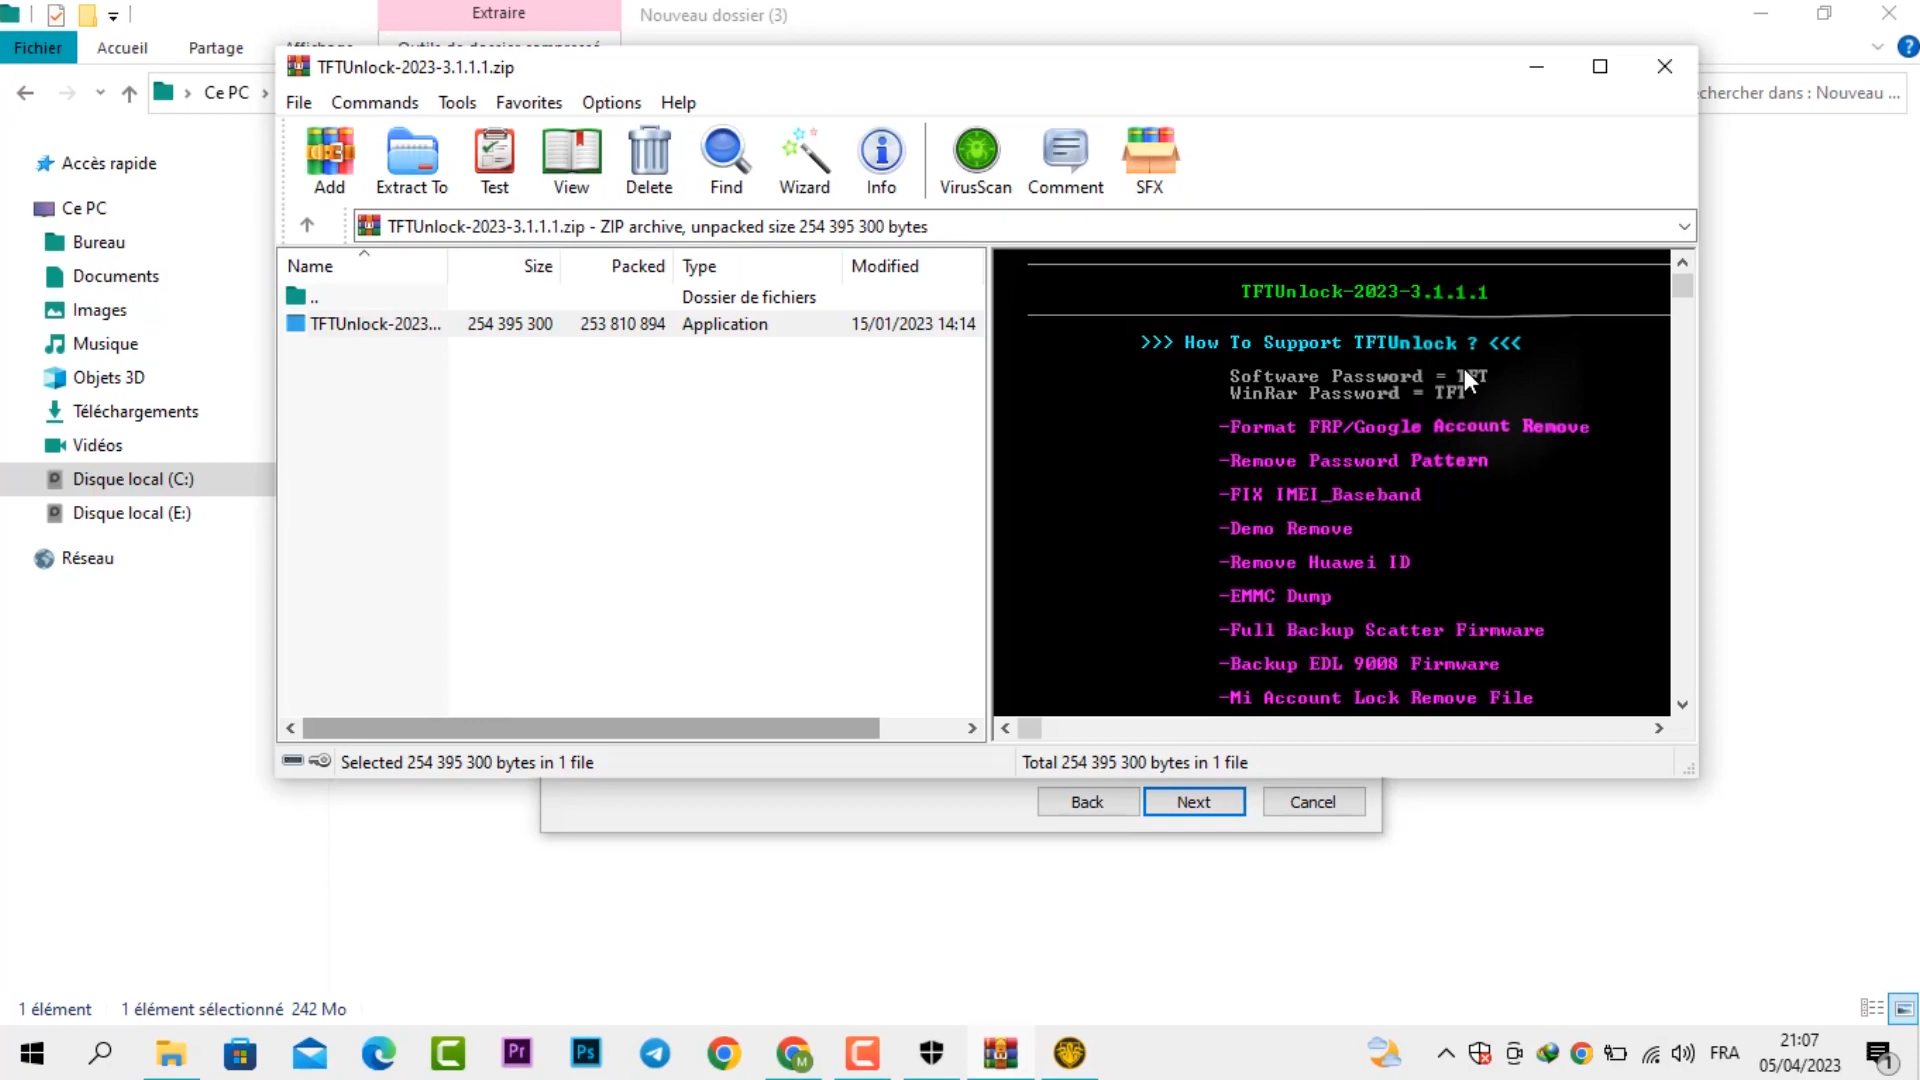 Extraire
Nouveau dossier (3)
Fichier
Accueil
Partage
TFTUnlock-2023-3.1.1.1.zip
Ce PC
chercher dans : Nouveau ...
File
Commands
Tools
Favorites
Options
Help
Add
Extract To
Test
View
Delete
Find
Wizard
Info
VirusScan
Comment
SFX
TFTUnlock-2023-3.1.1.1.zip - ZIP archive, unpacked size 254 395 300 bytes
Name
Size
Packed
Type
Modified
..
Dossier de fichiers
TFTUnlock-2023...
254 395 300
253 810 894
Application
15/01/2023 14:14
Accès rapide
Ce PC
Bureau
Documents
Images
Musique
Objets 3D
Téléchargements
Vidéos
Disque local (C:)
Disque local (E:)
Réseau
TFTUnlock-2023-3.1.1.1
>>> How To Support TFTUnlock ? <<<
Software Password = TFT
WinRar Password = TFT
-Format FRP/Google Account Remove
-Remove Password Pattern
-FIX IMEI_Baseband
-Demo Remove
-Remove Huawei ID
-EMMC Dump
-Full Backup Scatter Firmware
-Backup EDL 9008 Firmware
-Mi Account Lock Remove File
Selected 254 395 300 bytes in 1 file
Total 254 395 300 bytes in 1 file
Back
Next
Cancel
1 élément
1 élément sélectionné 242 Mo
Pr
Ps
M
FRA
21:07
05/04/2023
1